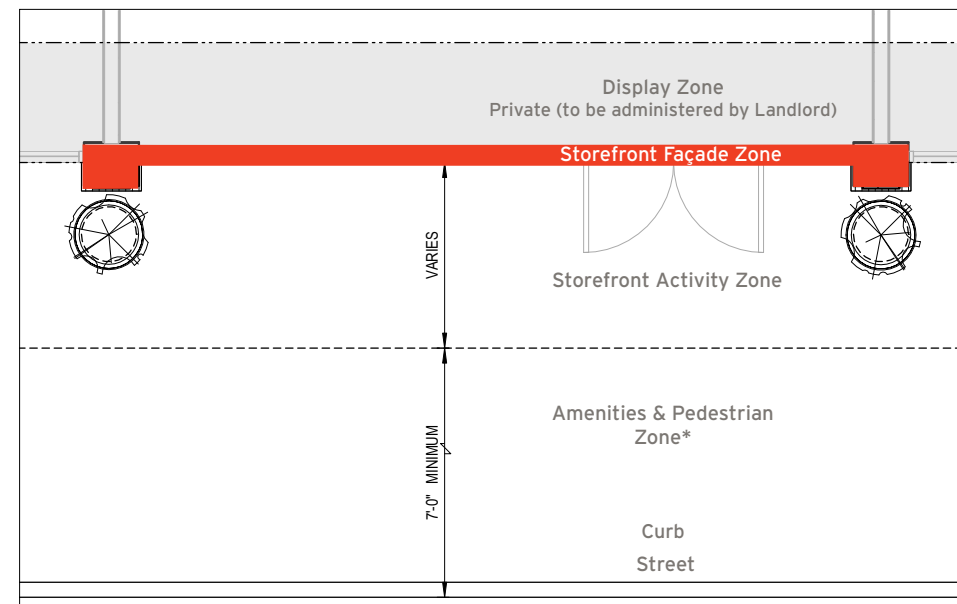 Display Zone
Private (to be administered by Landlord)
Storefront Façade Zone
VARIES
Storefront Activity Zone
Amenities & Pedestrian
Zone*
7'-0" MINIMUM
Curb
Street